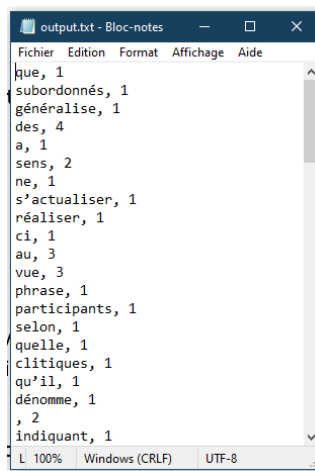 output.txt - Bloc-notes
Fichier Edition Format Affichage Aide
que, 1
subordonnés, 1
généralise, 1
des, 4
a, 1
sens, 2
ne, 1
s’actualiser, 1
réaliser, 1
ci, 1
au, 3
vue, 3
phrase, 1
participants, 1
selon, 1
quelle, 1
clitiques, 1
qu’il, 1
dénomme, 1
, 2
indiquant, 1
L 100% Windows (CRLF) UTF-8